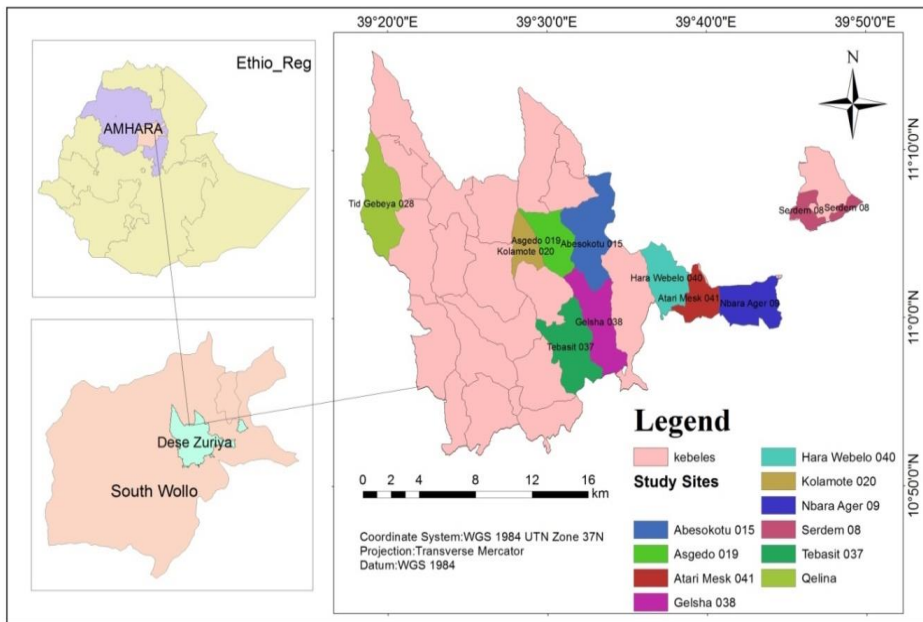 Ethio_Reg
AMHARA
Dese Zuriya
South Wollo
39°20'0"E
39°30'0"E
39°40'0"E
39°50'0"E
N
11°10'0"N
11°0'0"N
10°50'0"N
Tid Gebeya 028
Asgedo 019
Kolamote 020
Abesokotu 015
Serdem 08
Serdem 08
Hara Webelo 040
Atari Mesk 041
Nbara Ager 09
Gelsha 038
Tebasit 037
Legend
kebeles
Study Sites
Abesokotu 015
Asgedo 019
Atari Mesk 041
Gelsha 038
Hara Webelo 040
Kolamote 020
Nbara Ager 09
Serdem 08
Tebasit 037
Qelina
0 2 4 8 12 16
km
Coordinate System:WGS 1984 UTN Zone 37N
Projection:Transverse Mercator
Datum:WGS 1984